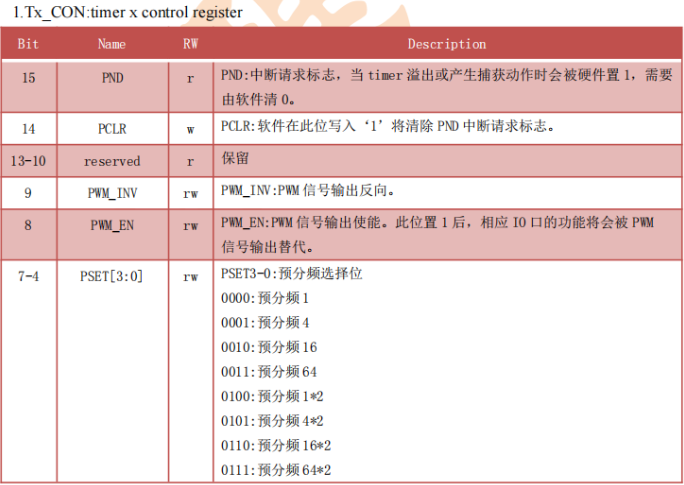 1.Tx_CON:timer x control register
Bit Name RW Description
15 PND r PND:中断请求标志，当 timer 溢出或产生捕获动作时会被硬件置 1，需要
由软件清 0。
14 PCLR w PCLR:软件在此位写入‘1’将清除 PND 中断请求标志。
13-10 reserved r 保留
9 PWM_INV rw PWM_INV:PWM 信号输出反向。
8 PWM_EN rw PWM_EN:PWM 信号输出使能。此位置 1 后，相应 IO 口的功能将会被 PWM
信号输出替代。
7-4 PSET[3:0] rw PSET3-0:预分频选择位
0000:预分频 1
0001:预分频 4
0010:预分频 16
0011:预分频 64
0100:预分频 1*2
0101:预分频 4*2
0110:预分频 16*2
0111:预分频 64*2